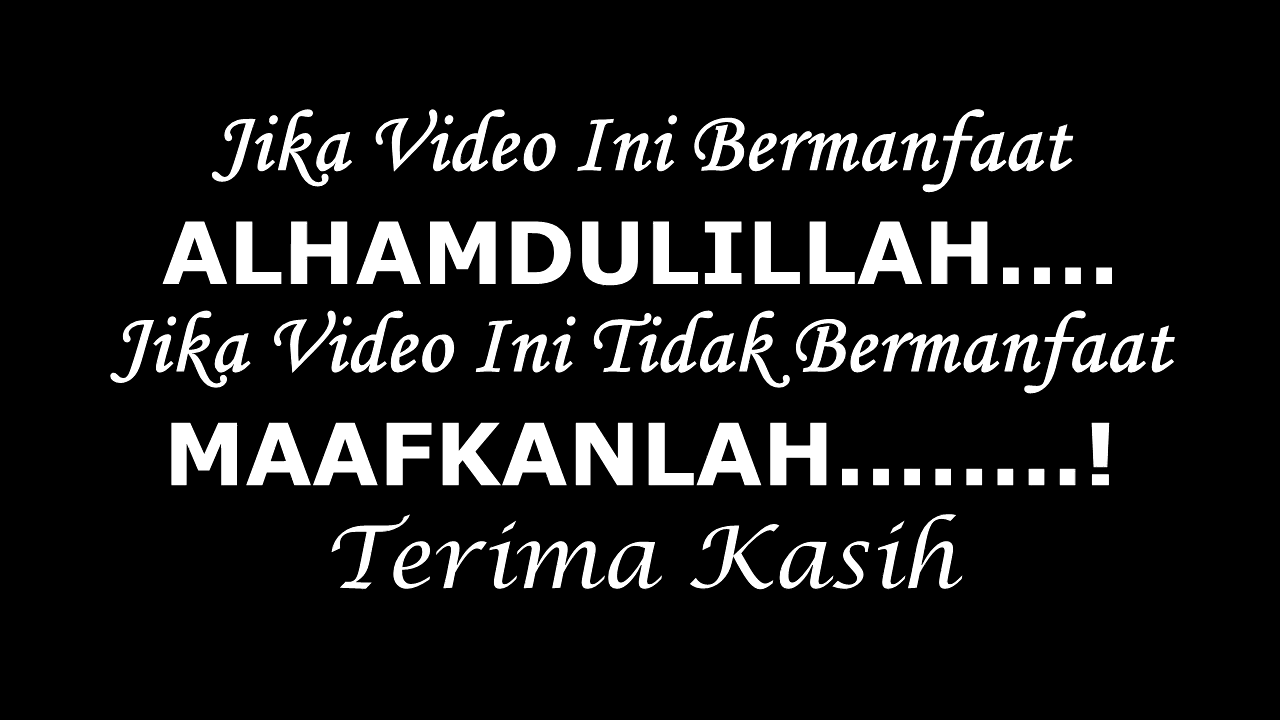 Jika Video Ini Bermanfaat
ALHAMDULILLAH....
Jika Video Ini Tidak Bermanfaat
MAAFKANLAH........!
Terima Kasih